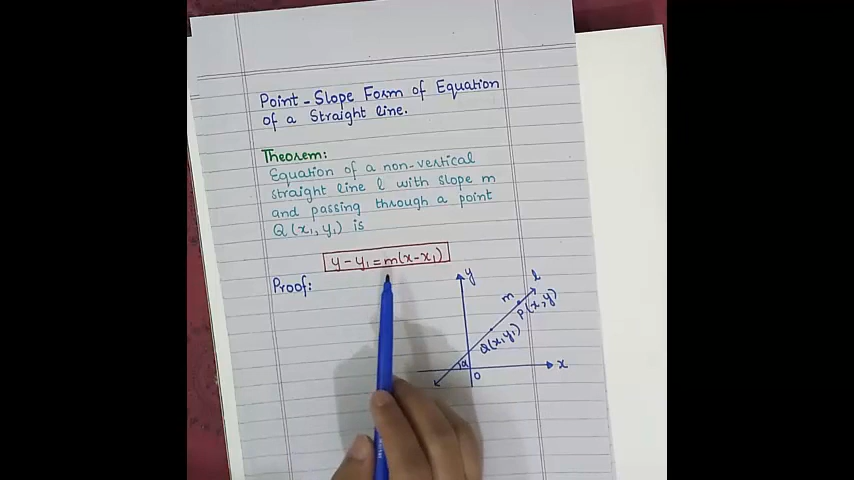 Point-Slope Form of Equation
of a Straight line.
Theorem:
Equation of a non-vertical
straight line l with slope m
and passing through a point
Q(x₁,y₁) is
y-y₁=m(x-x₁)
Proof:
y
l
m
P(x,y)
Q(x₁,y₁)
α
O
x